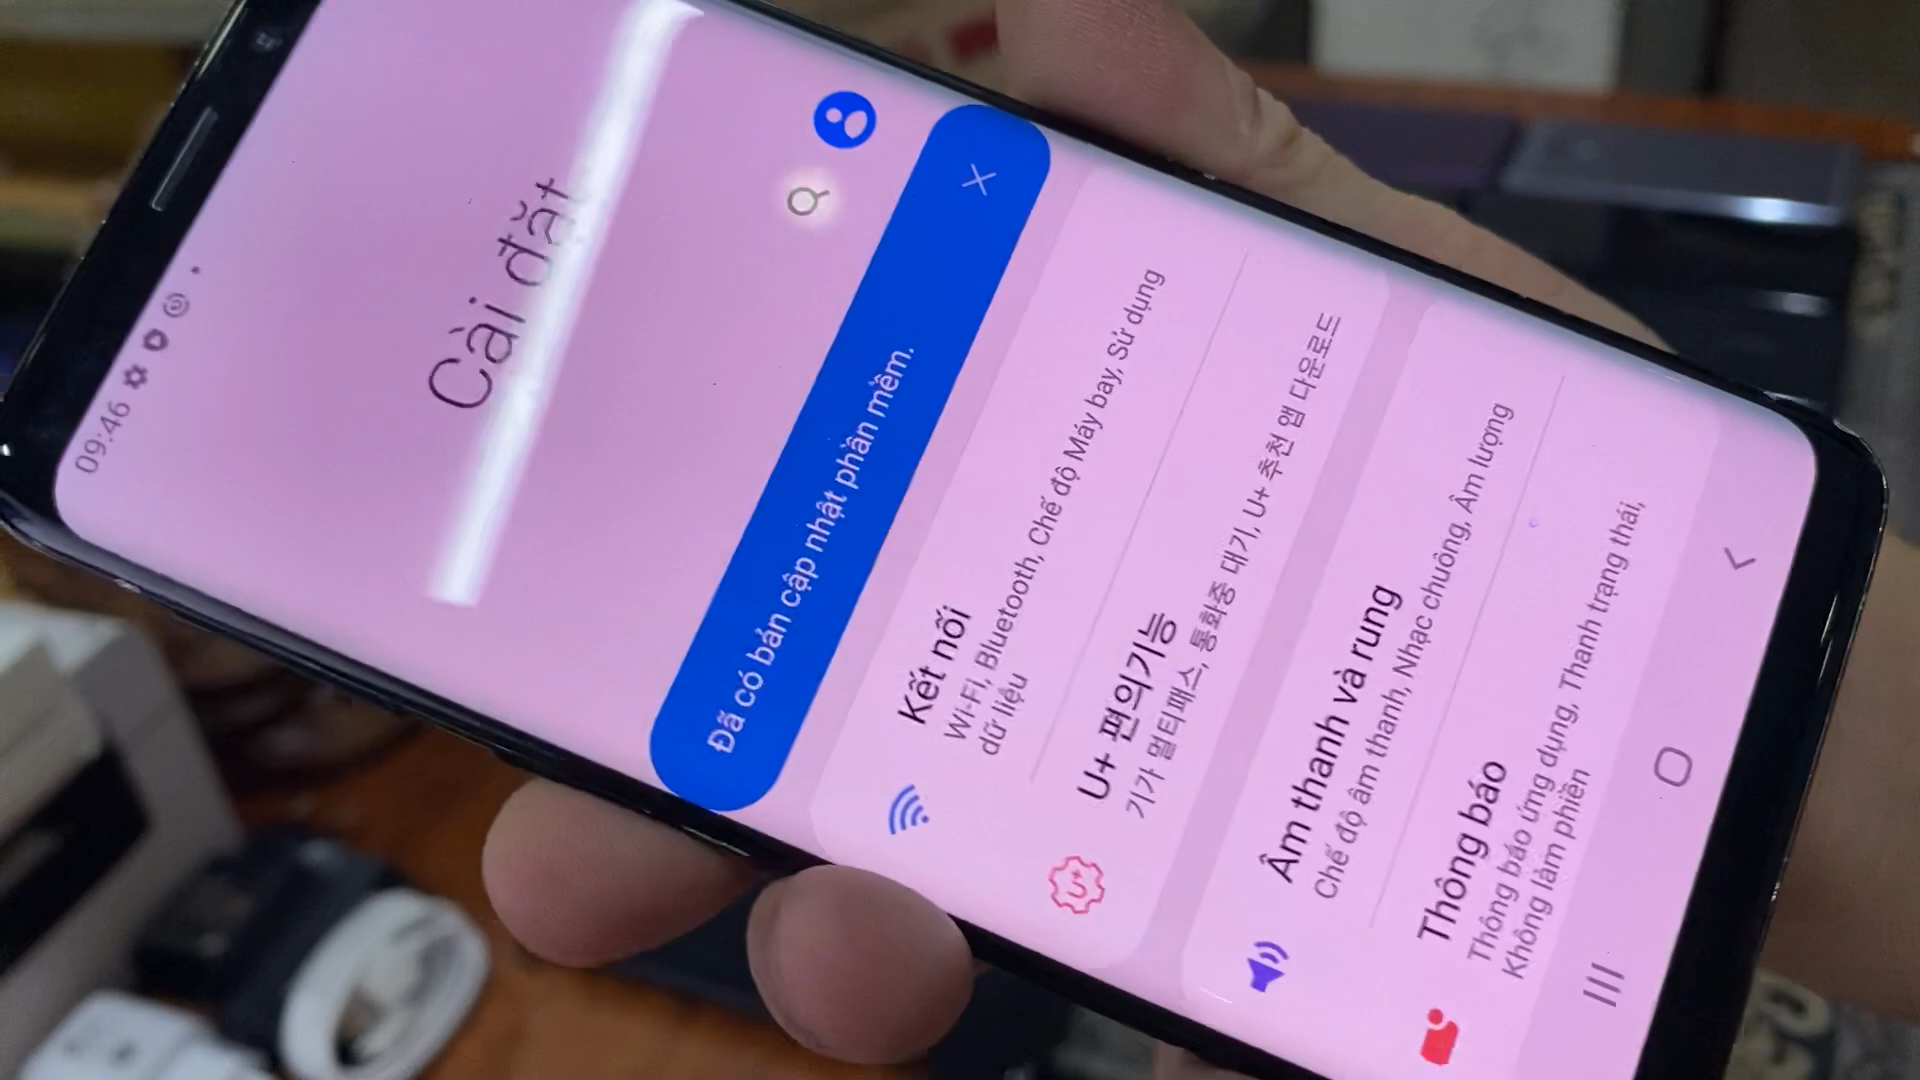 09:46
Cài đặt
Đã có bản cập nhật phần mềm.
Kết nối
Wi-Fi, Bluetooth, Chế độ Máy bay, Sử dụng
dữ liệu
U+ 편의기능
기가 멀티패스, 통화중 대기, U+ 추천 앱 다운로드
U+
Âm thanh và rung
Chế độ âm thanh, Nhạc chuông, Âm lượng
Thông báo
Thông báo ứng dụng, Thanh trạng thái,
Không làm phiền